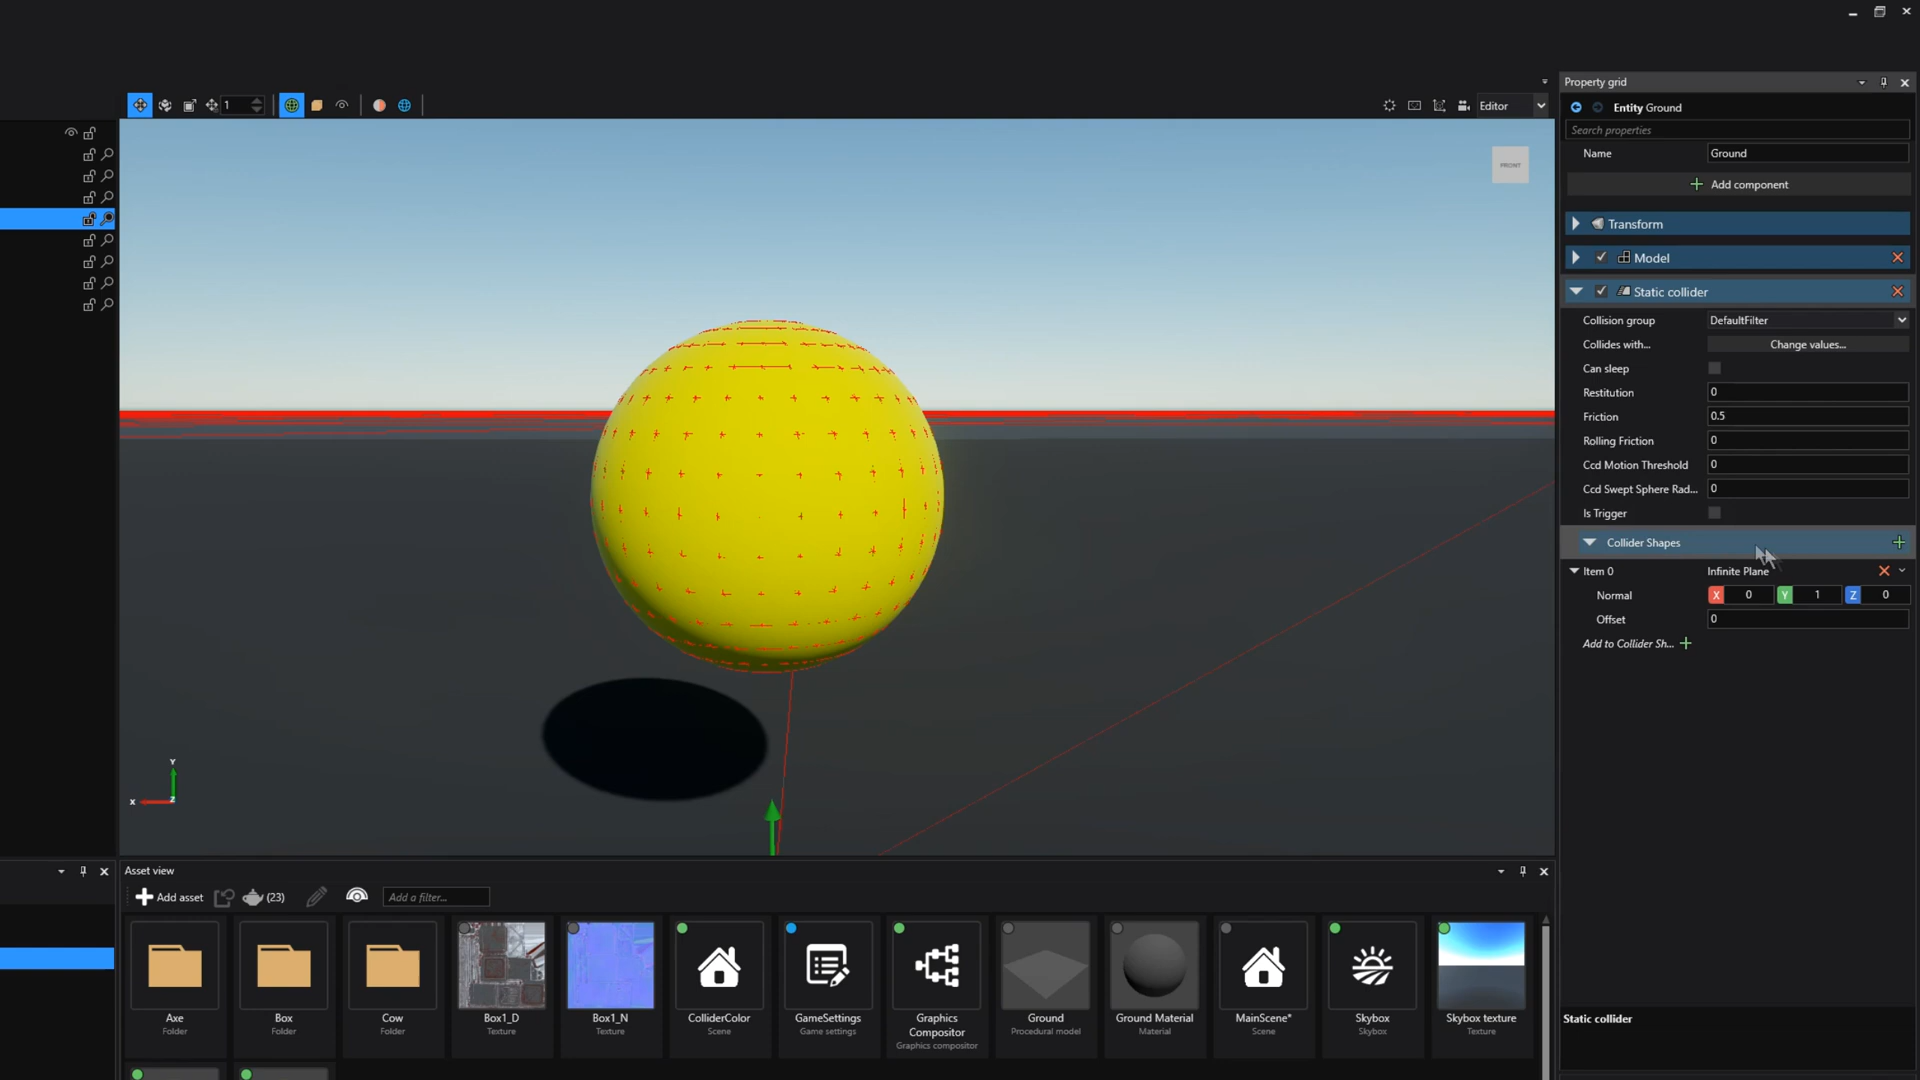 Property grid
Entity Ground
Search properties
Name Ground
Add component
Transform
Model
Static collider
Collision group DefaultFilter
Collides with... Change values...
Can sleep
Restitution 0
Friction 0.5
Rolling Friction 0
Ccd Motion Threshold 0
Ccd Swept Sphere Rad... 0
Is Trigger
Collider Shapes
Item 0 Infinite Plane
Normal X 0 Y 1 Z 0
Offset 0
Add to Collider Sh...
Static collider
1
Editor
FRONT
Y
X Z
Asset view
Add asset (23) Add a filter...
Axe
Folder
Box
Folder
Cow
Folder
Box1_D
Texture
Box1_N
Texture
ColliderColor
Scene
GameSettings
Game settings
Graphics
Compositor
Graphics compositor
Ground
Procedural model
Ground Material
Material
MainScene*
Scene
Skybox
Skybox
Skybox texture
Texture